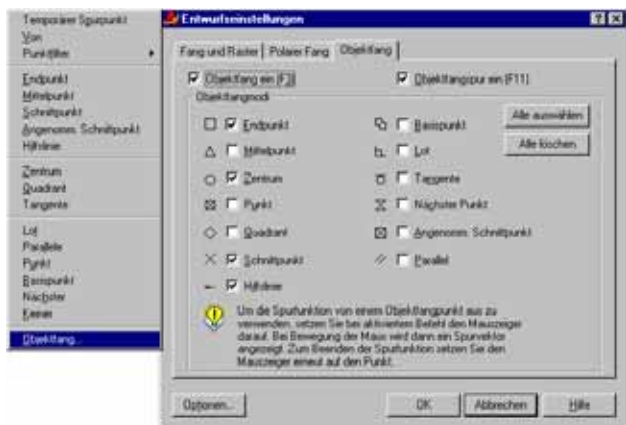 Temporärer Spurpunkt
Von
Punktfilter
Endpunkt
Mittelpunkt
Schnittpunkt
Angenomm. Schnittpunkt
Hilfslinie
Zentrum
Quadrant
Tangente
Lot
Parallele
Punkt
Basispunkt
Nächster
Keiner
Objektfang...
Entwurfseinstellungen
Fang und Raster
Polarer Fang
Objektfang
Objektfang ein (F3)
Objektfangspur ein (F11)
Objektfangmodi
Endpunkt
Mittelpunkt
Zentrum
Punkt
Quadrant
Schnittpunkt
Hilfslinie
Basispunkt
Lot
Tangente
Nächster Punkt
Angenomm. Schnittpunkt
Parallel
Alle auswählen
Alle löschen
Um die Spurfunktion von einem Objektfangpunkt aus zu
verwenden, setzen Sie bei aktiviertem Befehl den Mauszeiger
darauf. Bei Bewegung der Maus wird dann ein Spurvektor
angezeigt. Zum Beenden der Spurfunktion setzen Sie den
Mauszeiger erneut auf den Punkt.
Optionen...
OK
Abbrechen
Hilfe